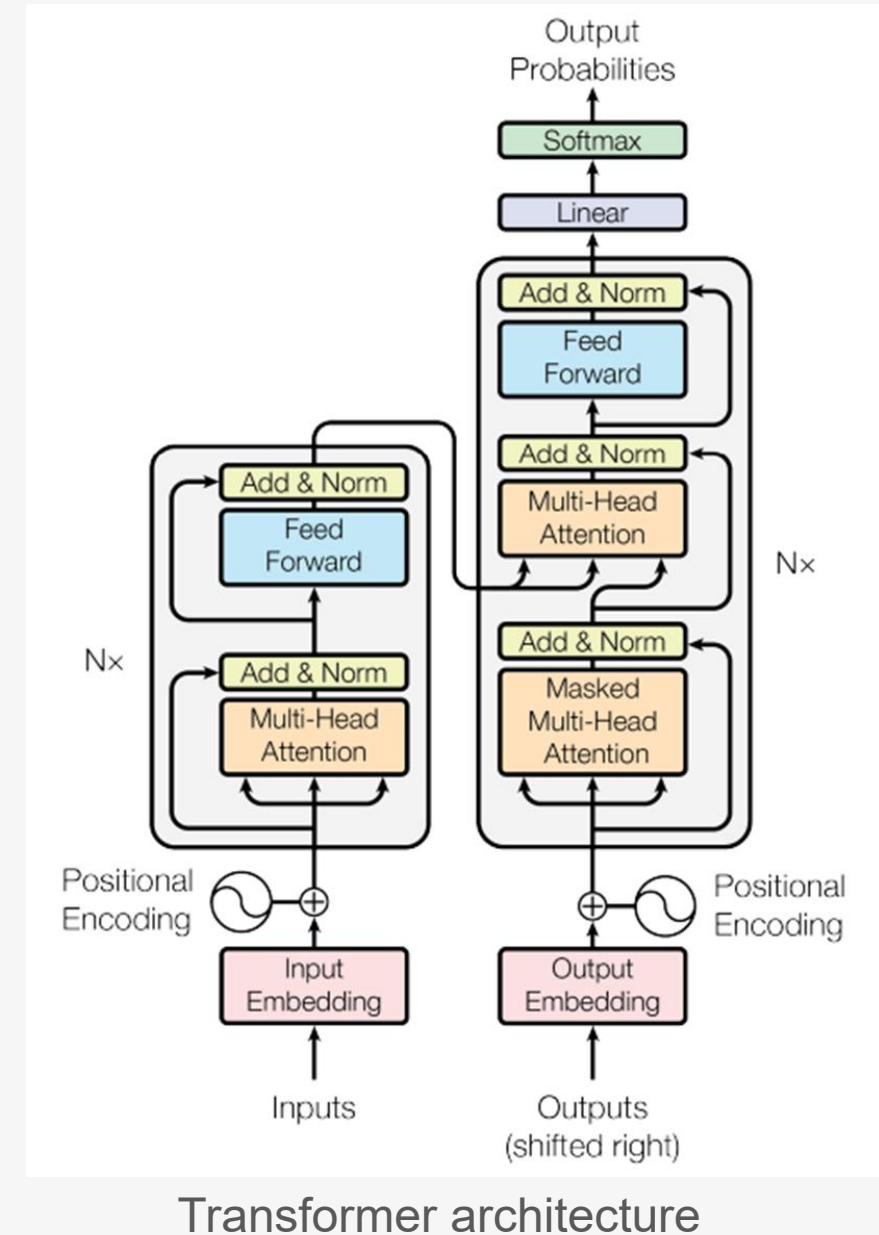 Output
Probabilities
Softmax
Linear
Add & Norm
Feed
Forward
Add & Norm
Multi-Head
Attention
Add & Norm
Masked
Multi-Head
Attention
Nx
Add & Norm
Feed
Forward
Add & Norm
Multi-Head
Attention
Nx
Positional
Encoding
Positional
Encoding
Input
Embedding
Output
Embedding
Inputs
Outputs
(shifted right)
Transformer architecture